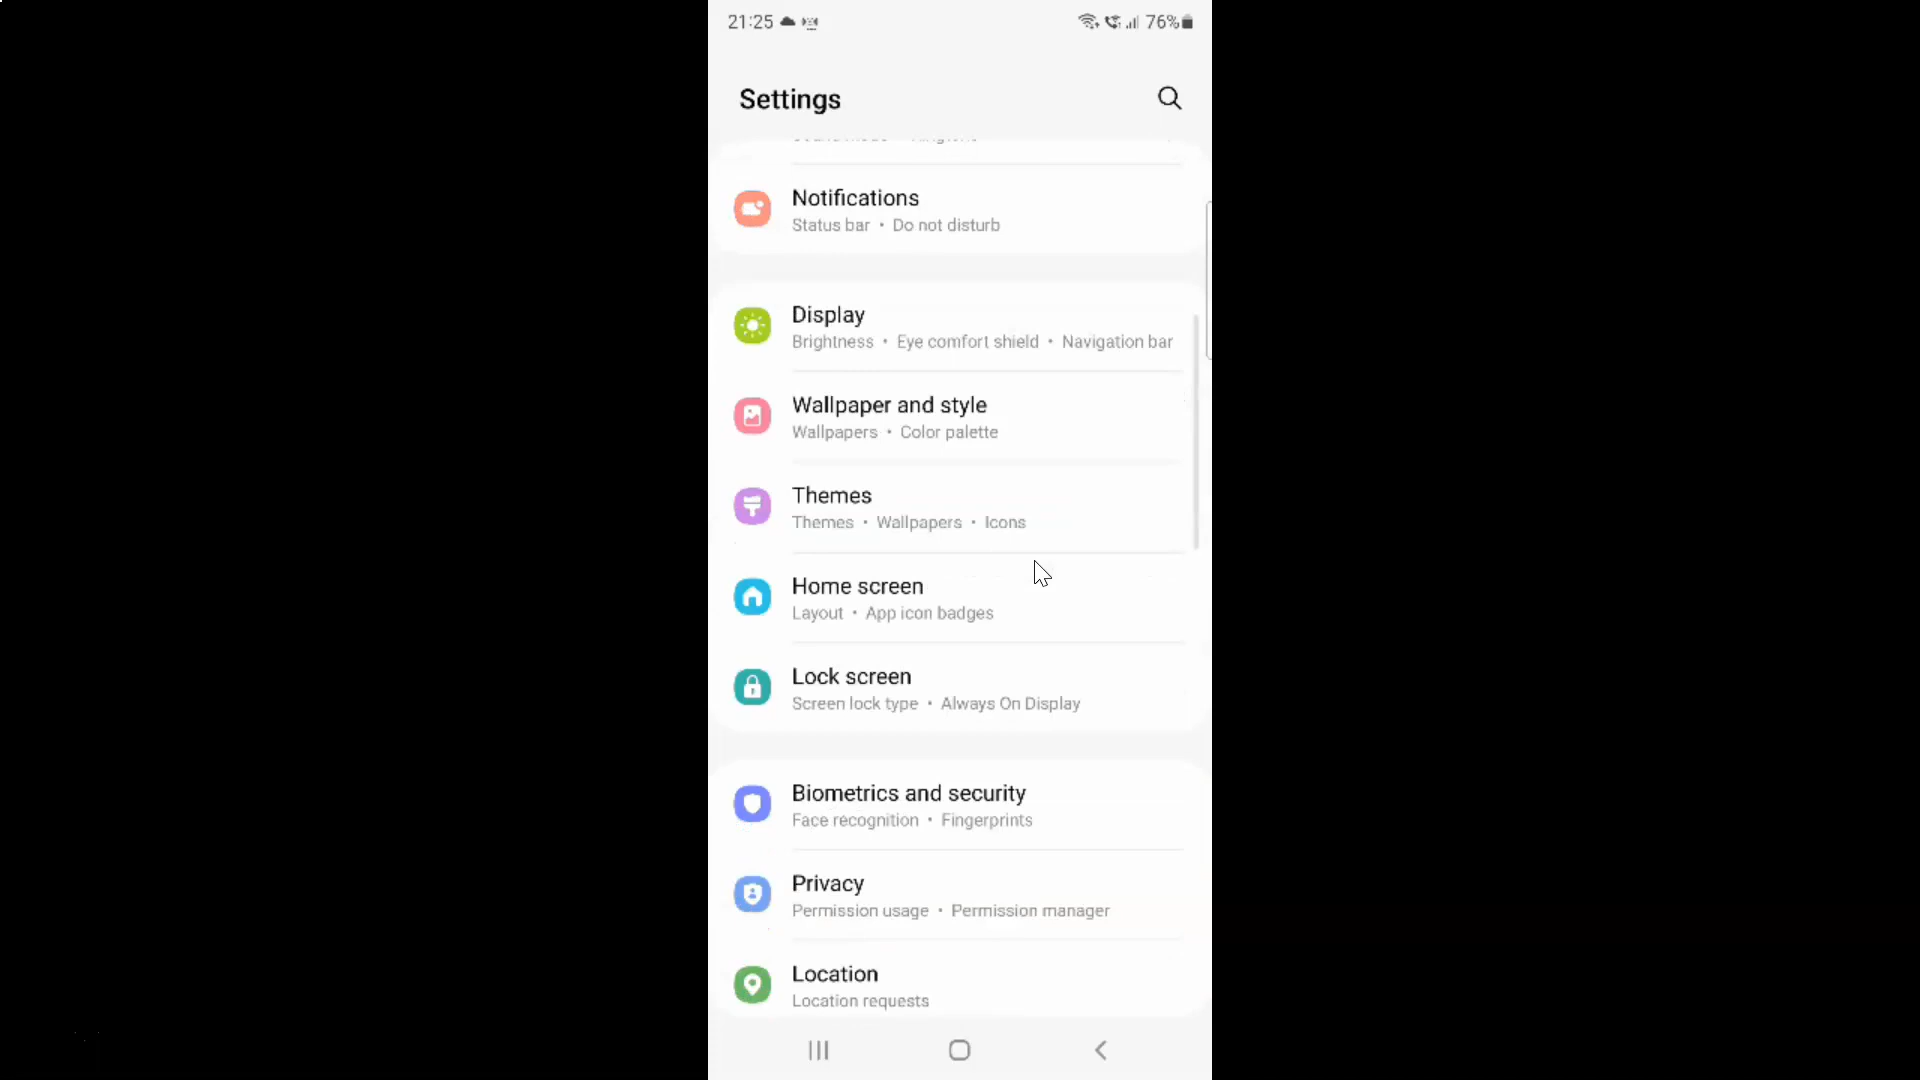 21:25
76%
Settings
Notifications
Status bar • Do not disturb
Display
Brightness • Eye comfort shield • Navigation bar
Wallpaper and style
Wallpapers • Color palette
Themes
Themes • Wallpapers • Icons
Home screen
Layout • App icon badges
Lock screen
Screen lock type • Always On Display
Biometrics and security
Face recognition • Fingerprints
Privacy
Permission usage • Permission manager
Location
Location requests